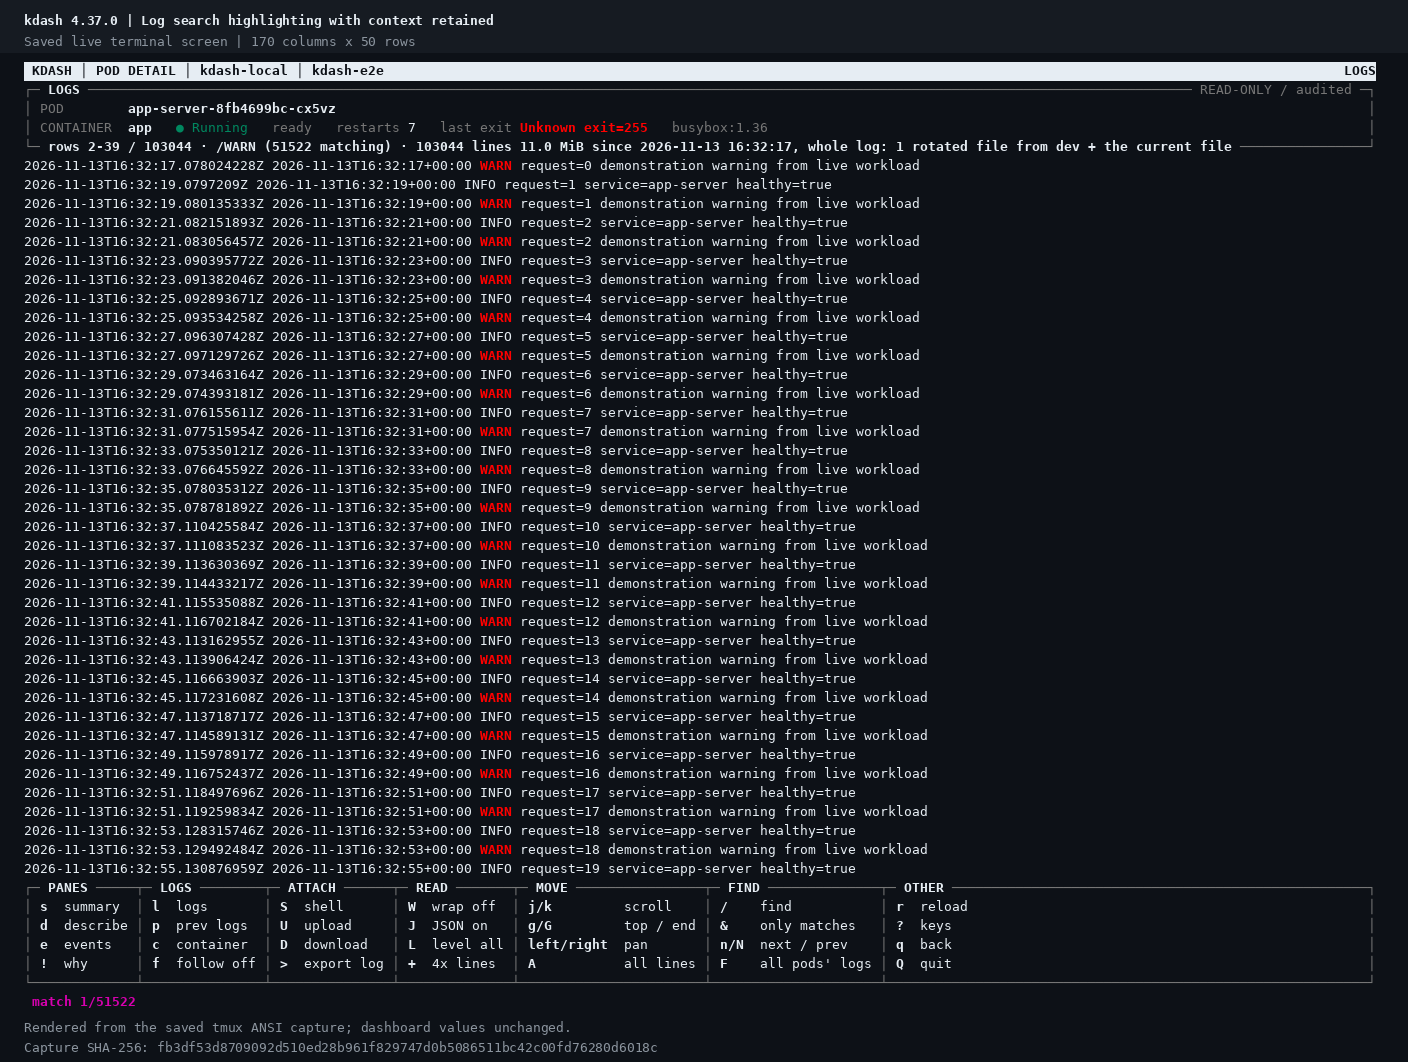 kdash 4.37.0 | Log search highlighting with context retained
Saved live terminal screen | 170 columns x 50 rows
KDASH │ POD DETAIL │ kdash-local │ kdash-e2e LOGS
LOGS READ-ONLY / audited
POD app-server-8fb4699bc-cx5vz
CONTAINER app ● Running ready restarts 7 last exit Unknown exit=255 busybox:1.36
rows 2-39 / 103044 · /WARN (51522 matching) · 103044 lines 11.0 MiB since 2026-11-13 16:32:17, whole log: 1 rotated file from dev + the current file
2026-11-13T16:32:17.078024228Z 2026-11-13T16:32:17+00:00 WARN request=0 demonstration warning from live workload
2026-11-13T16:32:19.0797209Z 2026-11-13T16:32:19+00:00 INFO request=1 service=app-server healthy=true
2026-11-13T16:32:19.080135333Z 2026-11-13T16:32:19+00:00 WARN request=1 demonstration warning from live workload
2026-11-13T16:32:21.082151893Z 2026-11-13T16:32:21+00:00 INFO request=2 service=app-server healthy=true
2026-11-13T16:32:21.083056457Z 2026-11-13T16:32:21+00:00 WARN request=2 demonstration warning from live workload
2026-11-13T16:32:23.090395772Z 2026-11-13T16:32:23+00:00 INFO request=3 service=app-server healthy=true
2026-11-13T16:32:23.091382046Z 2026-11-13T16:32:23+00:00 WARN request=3 demonstration warning from live workload
2026-11-13T16:32:25.092893671Z 2026-11-13T16:32:25+00:00 INFO request=4 service=app-server healthy=true
2026-11-13T16:32:25.093534258Z 2026-11-13T16:32:25+00:00 WARN request=4 demonstration warning from live workload
2026-11-13T16:32:27.096307428Z 2026-11-13T16:32:27+00:00 INFO request=5 service=app-server healthy=true
2026-11-13T16:32:27.097129726Z 2026-11-13T16:32:27+00:00 WARN request=5 demonstration warning from live workload
2026-11-13T16:32:29.073463164Z 2026-11-13T16:32:29+00:00 INFO request=6 service=app-server healthy=true
2026-11-13T16:32:29.074393181Z 2026-11-13T16:32:29+00:00 WARN request=6 demonstration warning from live workload
2026-11-13T16:32:31.076155611Z 2026-11-13T16:32:31+00:00 INFO request=7 service=app-server healthy=true
2026-11-13T16:32:31.077515954Z 2026-11-13T16:32:31+00:00 WARN request=7 demonstration warning from live workload
2026-11-13T16:32:33.075350121Z 2026-11-13T16:32:33+00:00 INFO request=8 service=app-server healthy=true
2026-11-13T16:32:33.076645592Z 2026-11-13T16:32:33+00:00 WARN request=8 demonstration warning from live workload
2026-11-13T16:32:35.078035312Z 2026-11-13T16:32:35+00:00 INFO request=9 service=app-server healthy=true
2026-11-13T16:32:35.078781892Z 2026-11-13T16:32:35+00:00 WARN request=9 demonstration warning from live workload
2026-11-13T16:32:37.110425584Z 2026-11-13T16:32:37+00:00 INFO request=10 service=app-server healthy=true
2026-11-13T16:32:37.111083523Z 2026-11-13T16:32:37+00:00 WARN request=10 demonstration warning from live workload
2026-11-13T16:32:39.113630369Z 2026-11-13T16:32:39+00:00 INFO request=11 service=app-server healthy=true
2026-11-13T16:32:39.114433217Z 2026-11-13T16:32:39+00:00 WARN request=11 demonstration warning from live workload
2026-11-13T16:32:41.115535088Z 2026-11-13T16:32:41+00:00 INFO request=12 service=app-server healthy=true
2026-11-13T16:32:41.116702184Z 2026-11-13T16:32:41+00:00 WARN request=12 demonstration warning from live workload
2026-11-13T16:32:43.113162955Z 2026-11-13T16:32:43+00:00 INFO request=13 service=app-server healthy=true
2026-11-13T16:32:43.113906424Z 2026-11-13T16:32:43+00:00 WARN request=13 demonstration warning from live workload
2026-11-13T16:32:45.116663903Z 2026-11-13T16:32:45+00:00 INFO request=14 service=app-server healthy=true
2026-11-13T16:32:45.117231608Z 2026-11-13T16:32:45+00:00 WARN request=14 demonstration warning from live workload
2026-11-13T16:32:47.113718717Z 2026-11-13T16:32:47+00:00 INFO request=15 service=app-server healthy=true
2026-11-13T16:32:47.114589131Z 2026-11-13T16:32:47+00:00 WARN request=15 demonstration warning from live workload
2026-11-13T16:32:49.115978917Z 2026-11-13T16:32:49+00:00 INFO request=16 service=app-server healthy=true
2026-11-13T16:32:49.116752437Z 2026-11-13T16:32:49+00:00 WARN request=16 demonstration warning from live workload
2026-11-13T16:32:51.118497696Z 2026-11-13T16:32:51+00:00 INFO request=17 service=app-server healthy=true
2026-11-13T16:32:51.119259834Z 2026-11-13T16:32:51+00:00 WARN request=17 demonstration warning from live workload
2026-11-13T16:32:53.128315746Z 2026-11-13T16:32:53+00:00 INFO request=18 service=app-server healthy=true
2026-11-13T16:32:53.129492484Z 2026-11-13T16:32:53+00:00 WARN request=18 demonstration warning from live workload
2026-11-13T16:32:55.130876959Z 2026-11-13T16:32:55+00:00 INFO request=19 service=app-server healthy=true
PANES LOGS ATTACH READ MOVE FIND OTHER
s summary │ l logs │ S shell │ W wrap off │ j/k scroll │ / find │ r reload
d describe │ p prev logs │ U upload │ J JSON on │ g/G top / end │ & only matches │ ? keys
e events │ c container │ D download │ L level all │ left/right pan │ n/N next / prev │ q back
! why │ f follow off │ > export log │ + 4x lines │ A all lines │ F all pods' logs │ Q quit
match 1/51522
Rendered from the saved tmux ANSI capture; dashboard values unchanged.
Capture SHA-256: fb3df53d8709092d510ed28b961f829747d0b5086511bc42c00fd76280d6018c